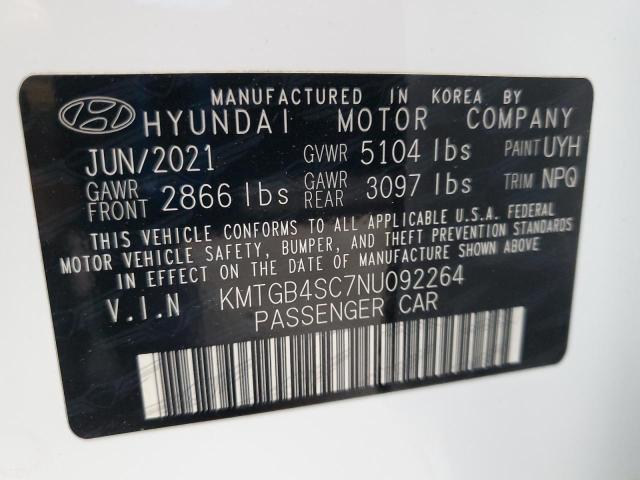 MANUFACTURED IN KOREA BY
HYUNDAI MOTOR COMPANY
JUN/2021 GVWR 5104 lbs PAINT UYH
GAWR FRONT 2866 lbs GAWR REAR 3097 lbs TRIM NPQ
THIS VEHICLE CONFORMS TO ALL APPLICABLE U.S.A. FEDERAL
MOTOR VEHICLE SAFETY, BUMPER, AND THEFT PREVENTION STANDARDS
IN EFFECT ON THE DATE OF MANUFACTURE SHOWN ABOVE
V.I.N KMTGB4SC7NU092264
PASSENGER CAR